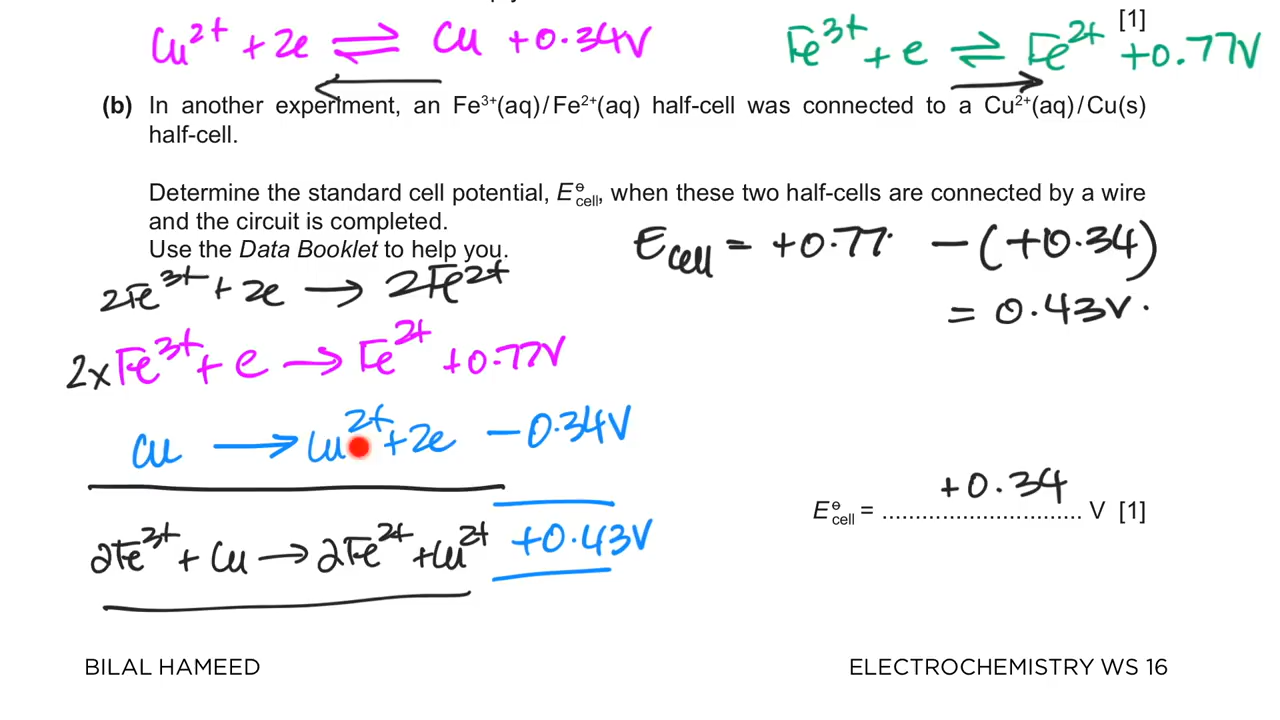 [1]
Cu²⁺ + 2e ⇌ Cu +0.34V
Fe³⁺ + e ⇌ Fe²⁺ +0.77V
(b) In another experiment, an Fe³⁺(aq)/Fe²⁺(aq) half-cell was connected to a Cu²⁺(aq)/Cu(s)
half-cell.
Determine the standard cell potential, E⦵cell, when these two half-cells are connected by a wire
and the circuit is completed.
Use the Data Booklet to help you.
Ecell = +0.77 – (+0.34)
= 0.43V.
2Fe³⁺ + 2e → 2Fe²⁺
2x Fe³⁺ + e → Fe²⁺ +0.77V
Cu → Cu²⁺ + 2e – 0.34V
2Fe³⁺ + Cu → 2Fe²⁺ + Cu²⁺ +0.43V
+0.34
E⦵cell = .............................. V [1]
BILAL HAMEED
ELECTROCHEMISTRY WS 16